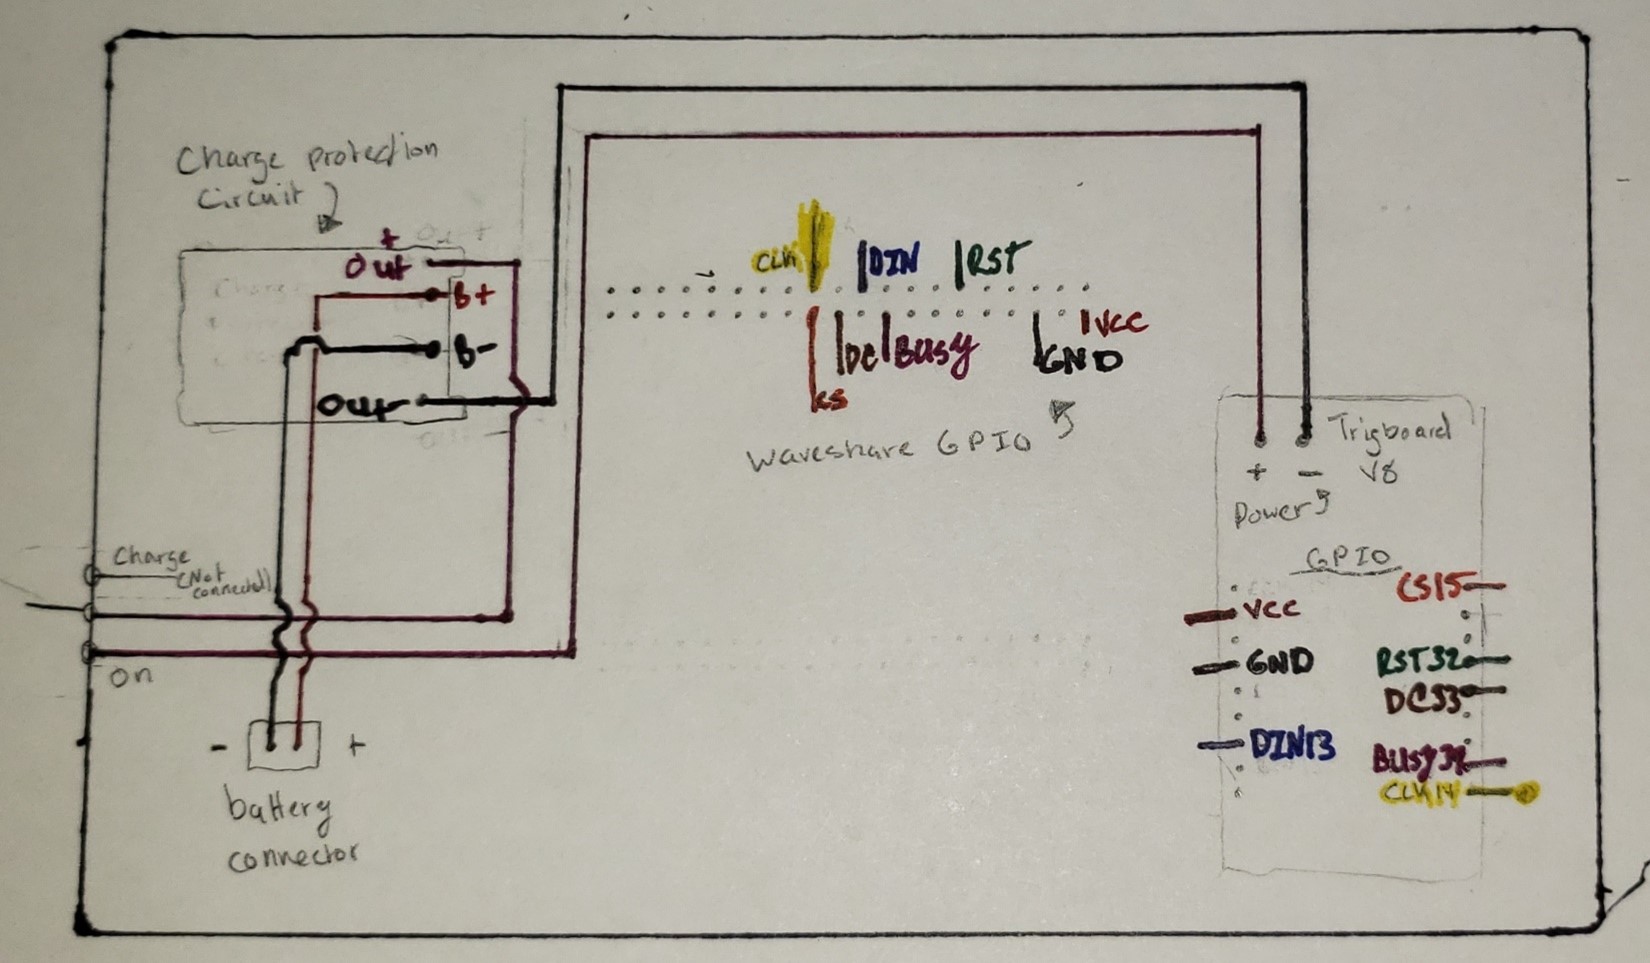 Charge protection
Circuit
+
Out
B+
B-
Out-
CLK
DIN
RST
CS
DC
Busy
GND
VCC
Waveshare GPIO
Trigboard
V8
+ -
Power
GPIO
CS15
VCC
RST32
GND
DC33
DIN13
Busy39
CLK14
Charge
(Not
connected)
On
- +
battery
connector